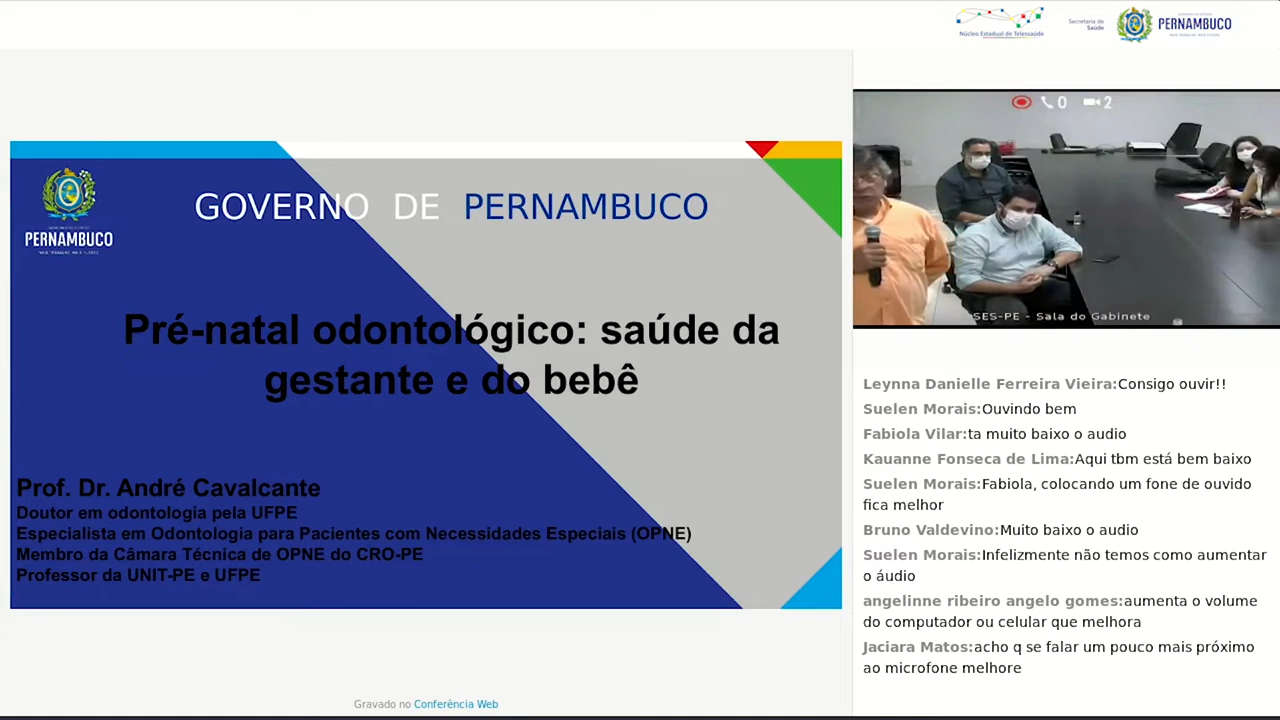 Núcleo Estadual de Telessaúde
Secretaria de
Saúde
PERNAMBUCO
GOVERNO DE PERNAMBUCO
PERNAMBUCO
Pré-natal odontológico: saúde da
gestante e do bebê
Prof. Dr. André Cavalcante
Doutor em odontologia pela UFPE
Especialista em Odontologia para Pacientes com Necessidades Especiais (OPNE)
Membro da Câmara Técnica de OPNE do CRO-PE
Professor da UNIT-PE e UFPE
Gravado no Conferência Web
0 2
SES-PE - Sala do Gabinete
Leynna Danielle Ferreira Vieira:Consigo ouvir!!
Suelen Morais:Ouvindo bem
Fabiola Vilar:ta muito baixo o audio
Kauanne Fonseca de Lima:Aqui tbm está bem baixo
Suelen Morais:Fabiola, colocando um fone de ouvido
fica melhor
Bruno Valdevino:Muito baixo o audio
Suelen Morais:Infelizmente não temos como aumentar
o áudio
angelinne ribeiro angelo gomes:aumenta o volume
do computador ou celular que melhora
Jaciara Matos:acho q se falar um pouco mais próximo
ao microfone melhore